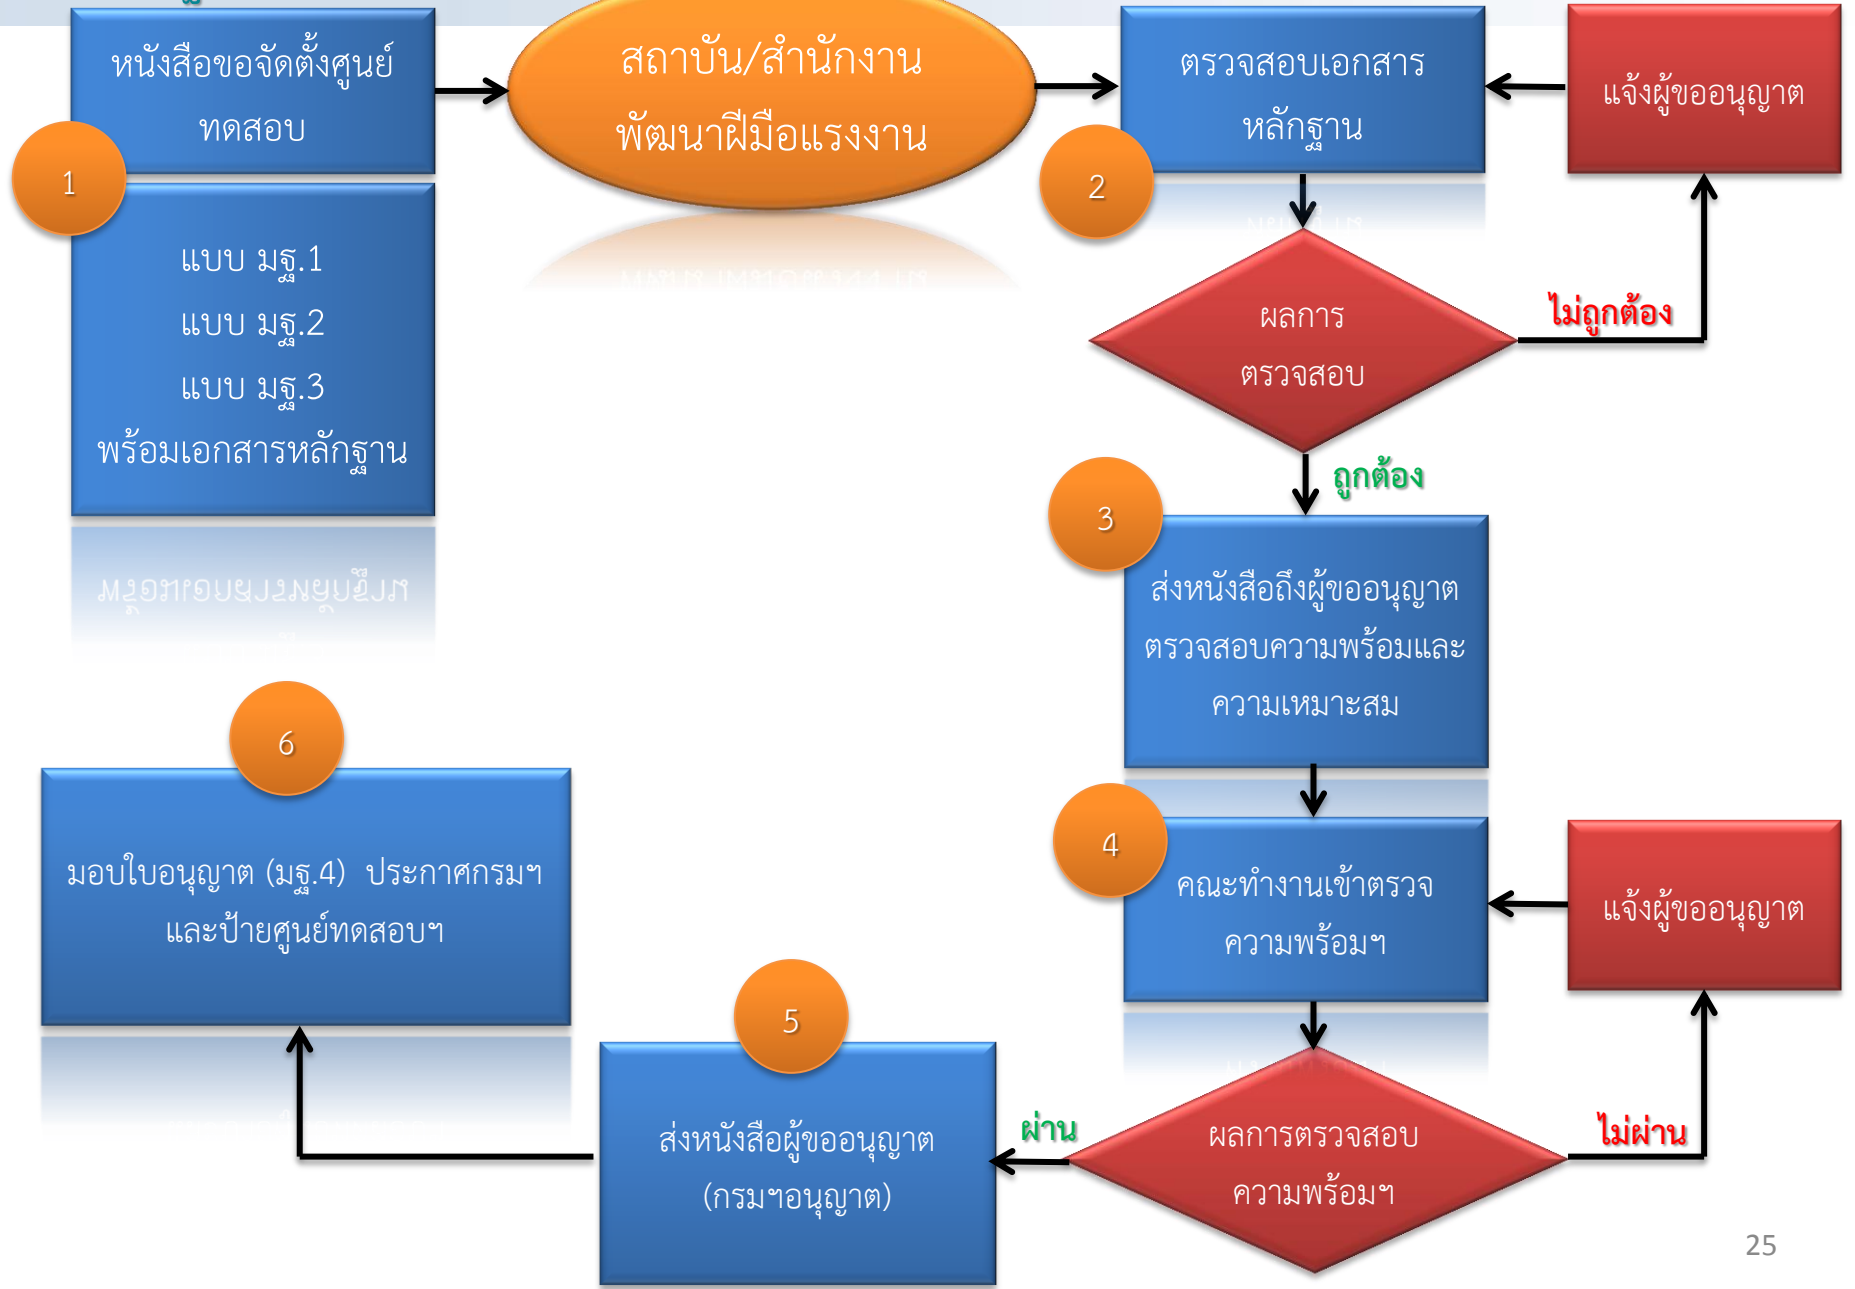 หนังสือขอจัดตั้งศูนย์
ทดสอบ
1
แบบ มฐ.1
แบบ มฐ.2
แบบ มฐ.3
พร้อมเอกสารหลักฐาน
สถาบัน/สำนักงาน
พัฒนาฝีมือแรงงาน
ตรวจสอบเอกสาร
หลักฐาน
2
แจ้งผู้ขออนุญาต
ผลการ
ตรวจสอบ
ไม่ถูกต้อง
ถูกต้อง
3
ส่งหนังสือถึงผู้ขออนุญาต
ตรวจสอบความพร้อมและ
ความเหมาะสม
4
คณะทำงานเข้าตรวจ
ความพร้อมฯ
แจ้งผู้ขออนุญาต
ผลการตรวจสอบ
ความพร้อมฯ
ไม่ผ่าน
ผ่าน
5
ส่งหนังสือผู้ขออนุญาต
(กรมฯอนุญาต)
6
มอบใบอนุญาต (มฐ.4) ประกาศกรมฯ
และป้ายศูนย์ทดสอบฯ
25